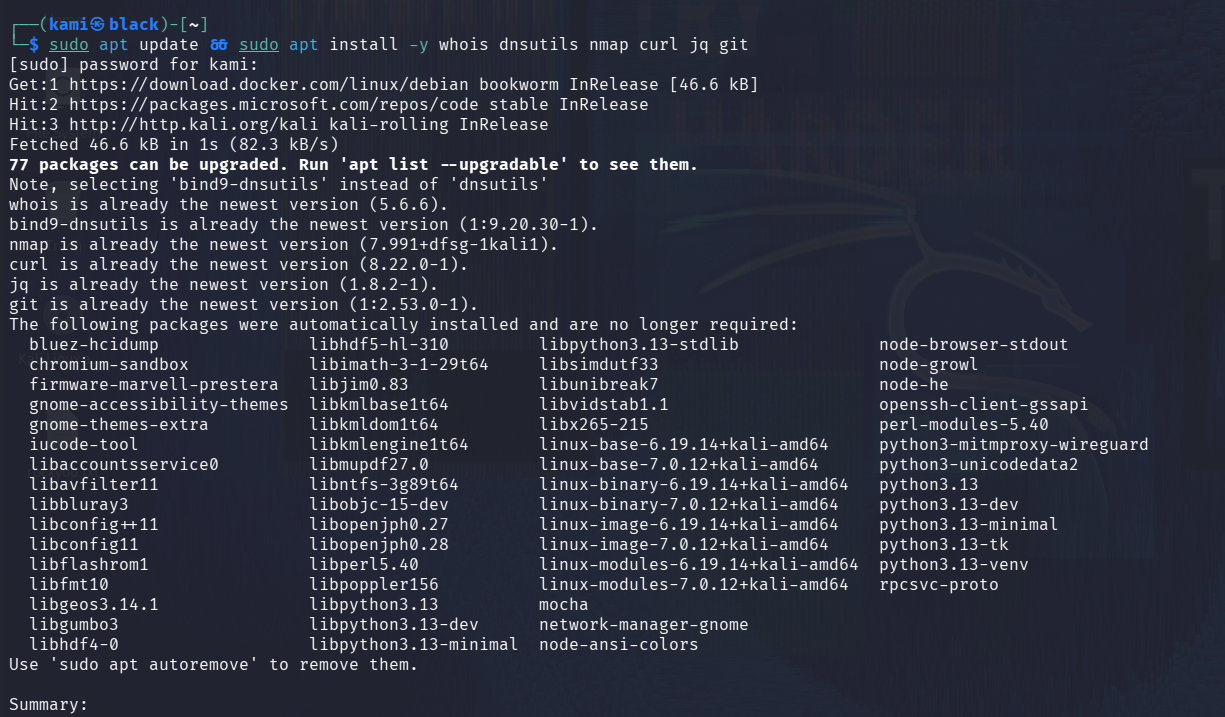 ┌──(kami㉿black)-[~]
└─$ sudo apt update && sudo apt install -y whois dnsutils nmap curl jq git
[sudo] password for kami:
Get:1 https://download.docker.com/linux/debian bookworm InRelease [46.6 kB]
Hit:2 https://packages.microsoft.com/repos/code stable InRelease
Hit:3 http://http.kali.org/kali kali-rolling InRelease
Fetched 46.6 kB in 1s (82.3 kB/s)
77 packages can be upgraded. Run 'apt list --upgradable' to see them.
Note, selecting 'bind9-dnsutils' instead of 'dnsutils'
whois is already the newest version (5.6.6).
bind9-dnsutils is already the newest version (1:9.20.30-1).
nmap is already the newest version (7.991+dfsg-1kali1).
curl is already the newest version (8.22.0-1).
jq is already the newest version (1.8.2-1).
git is already the newest version (1:2.53.0-1).
The following packages were automatically installed and are no longer required:
  bluez-hcidump               libhdf5-hl-310         libpython3.13-stdlib              node-browser-stdout
  chromium-sandbox            libimath-3-1-29t64     libsimdutf33                      node-growl
  firmware-marvell-prestera   libjim0.83             libunibreak7                      node-he
  gnome-accessibility-themes  libkmlbase1t64         libvidstab1.1                     openssh-client-gssapi
  gnome-themes-extra          libkmldom1t64          libx265-215                       perl-modules-5.40
  iucode-tool                 libkmlengine1t64       linux-base-6.19.14+kali-amd64     python3-mitmproxy-wireguard
  libaccountsservice0         libmupdf27.0           linux-base-7.0.12+kali-amd64      python3-unicodedata2
  libavfilter11               libntfs-3g89t64        linux-binary-6.19.14+kali-amd64   python3.13
  libbluray3                  libobjc-15-dev         linux-binary-7.0.12+kali-amd64    python3.13-dev
  libconfig++11               libopenjph0.27         linux-image-6.19.14+kali-amd64    python3.13-minimal
  libconfig11                 libopenjph0.28         linux-image-7.0.12+kali-amd64     python3.13-tk
  libflashrom1                libperl5.40            linux-modules-6.19.14+kali-amd64  python3.13-venv
  libfmt10                    libpoppler156          linux-modules-7.0.12+kali-amd64   rpcsvc-proto
  libgeos3.14.1               libpython3.13          mocha
  libgumbo3                   libpython3.13-dev      network-manager-gnome
  libhdf4-0                   libpython3.13-minimal  node-ansi-colors
Use 'sudo apt autoremove' to remove them.
Summary: